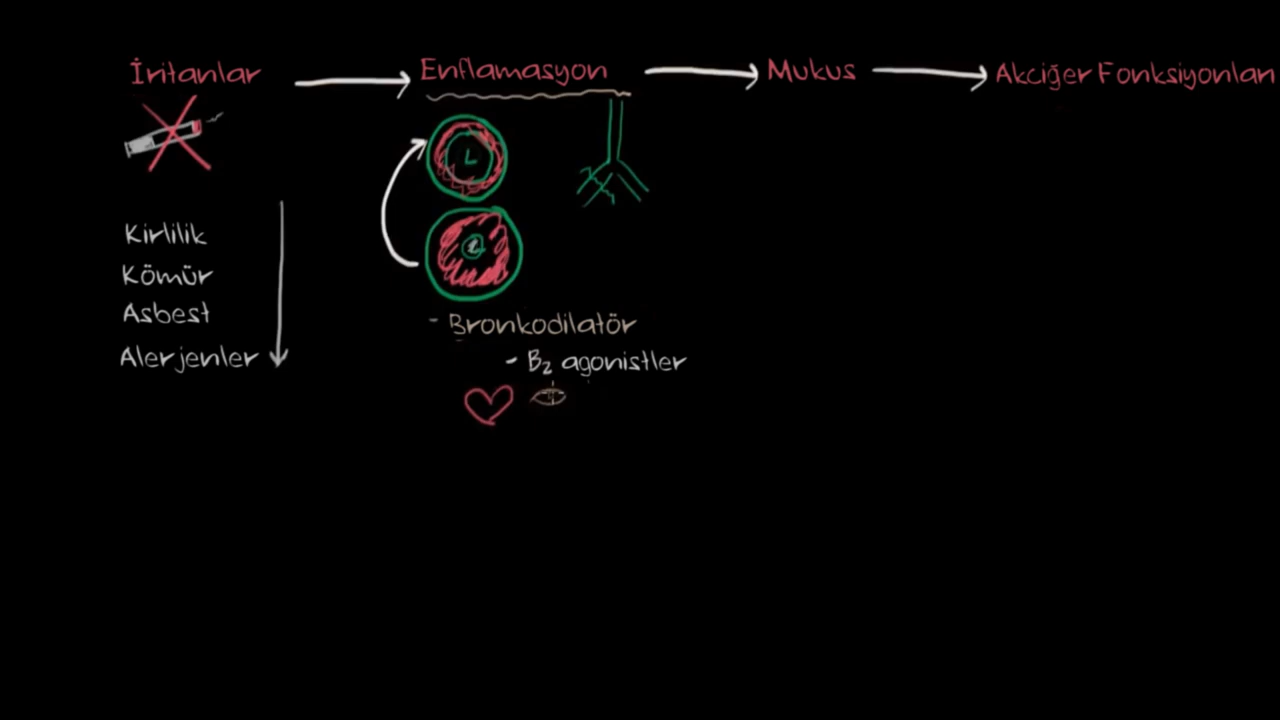 İritanlar
Enflamasyon
Mukus
Akciğer Fonksiyonları
L
Kirlilik
Kömür
Asbest
Alerjenler
- Bronkodilatör
- B₂ agonistler